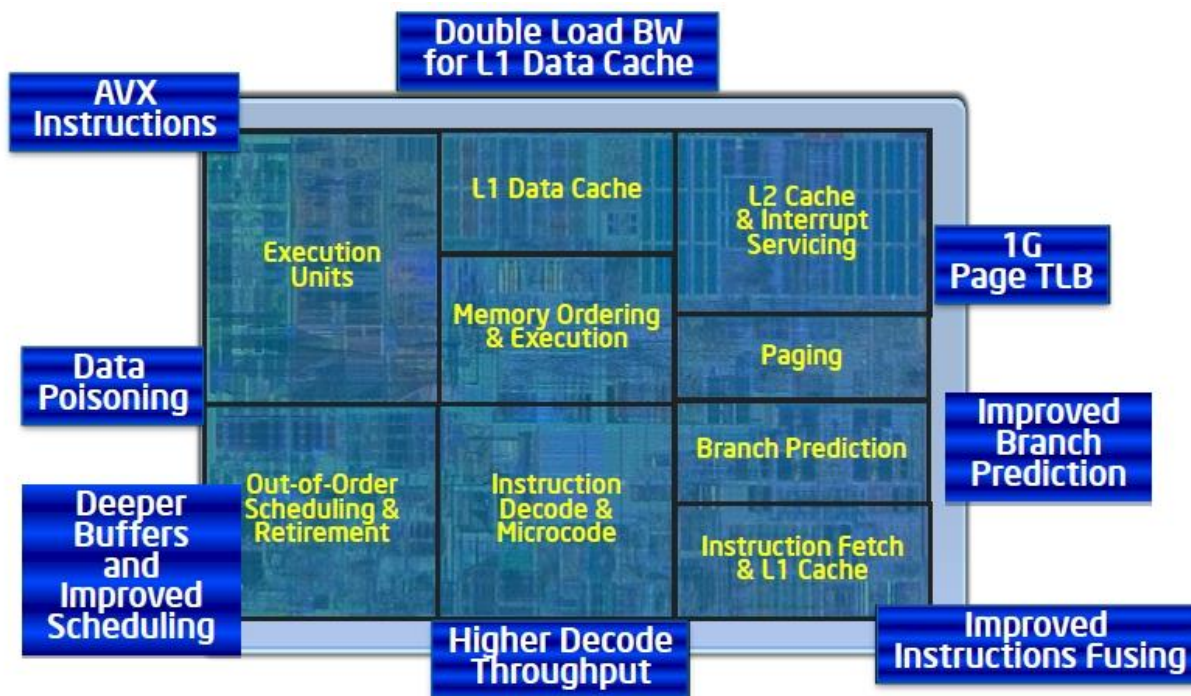 Double Load BW
for L1 Data Cache
AVX
Instructions
L1 Data Cache
L2 Cache
& Interrupt
Servicing
Execution
Units
1G
Page TLB
Memory Ordering
& Execution
Paging
Data
Poisoning
Improved
Branch
Prediction
Branch Prediction
Out-of-Order
Scheduling &
Retirement
Instruction
Decode &
Microcode
Deeper
Buffers
and
Improved
Scheduling
Instruction Fetch
& L1 Cache
Higher Decode
Throughput
Improved
Instructions Fusing